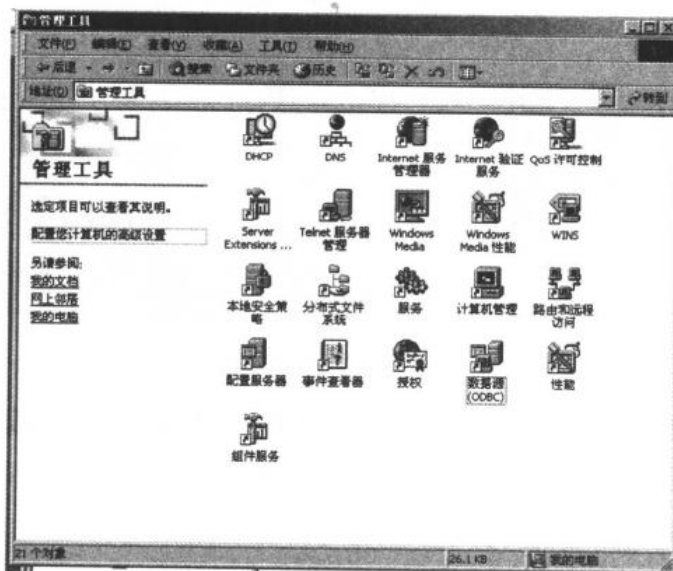 管理工具
文件(F) 编辑(E) 查看(V) 收藏(A) 工具(T) 帮助(H)
后退 搜索 文件夹 历史
地址(D) 管理工具 转到
管理工具
选定项目可以查看其说明。
配置您计算机的高级设置
另请参阅:
我的文档
网上邻居
我的电脑
DHCP
DNS
Internet 服务
管理器
Internet 验证
服务
QoS 许可控制
Server
Extensions ...
Telnet 服务器
管理
Windows
Media
Windows
Media 性能
WINS
本地安全策
略
分布式文件
系统
服务
计算机管理
路由和远程
访问
配置服务器
事件查看器
授权
数据源
(ODBC)
性能
组件服务
21 个对象
26.1 KB
我的电脑